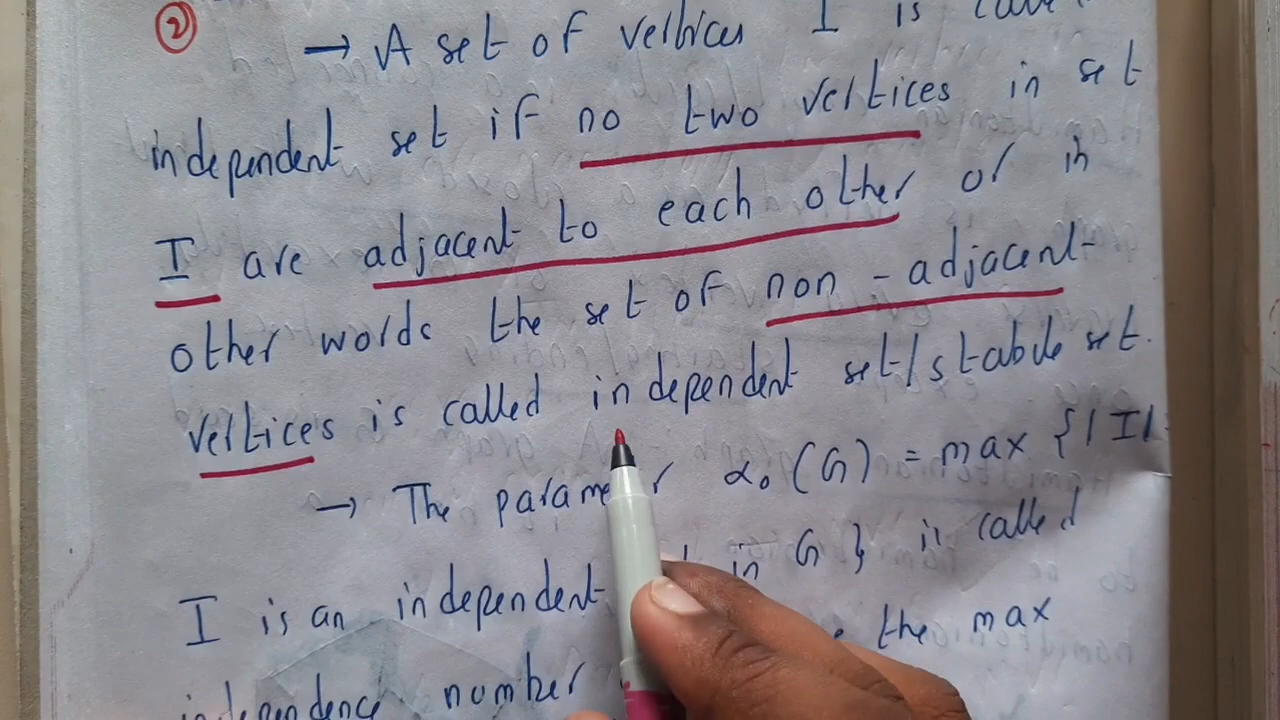 ②
→ A set of vertices I is
independent set if no two vertices in set
I are adjacent to each other or in
other words the set of non-adjacent
vertices is called independent set/stable set.
→ The α₀(G) = max {|I|
I is an independent in G} is called
the max
independence number